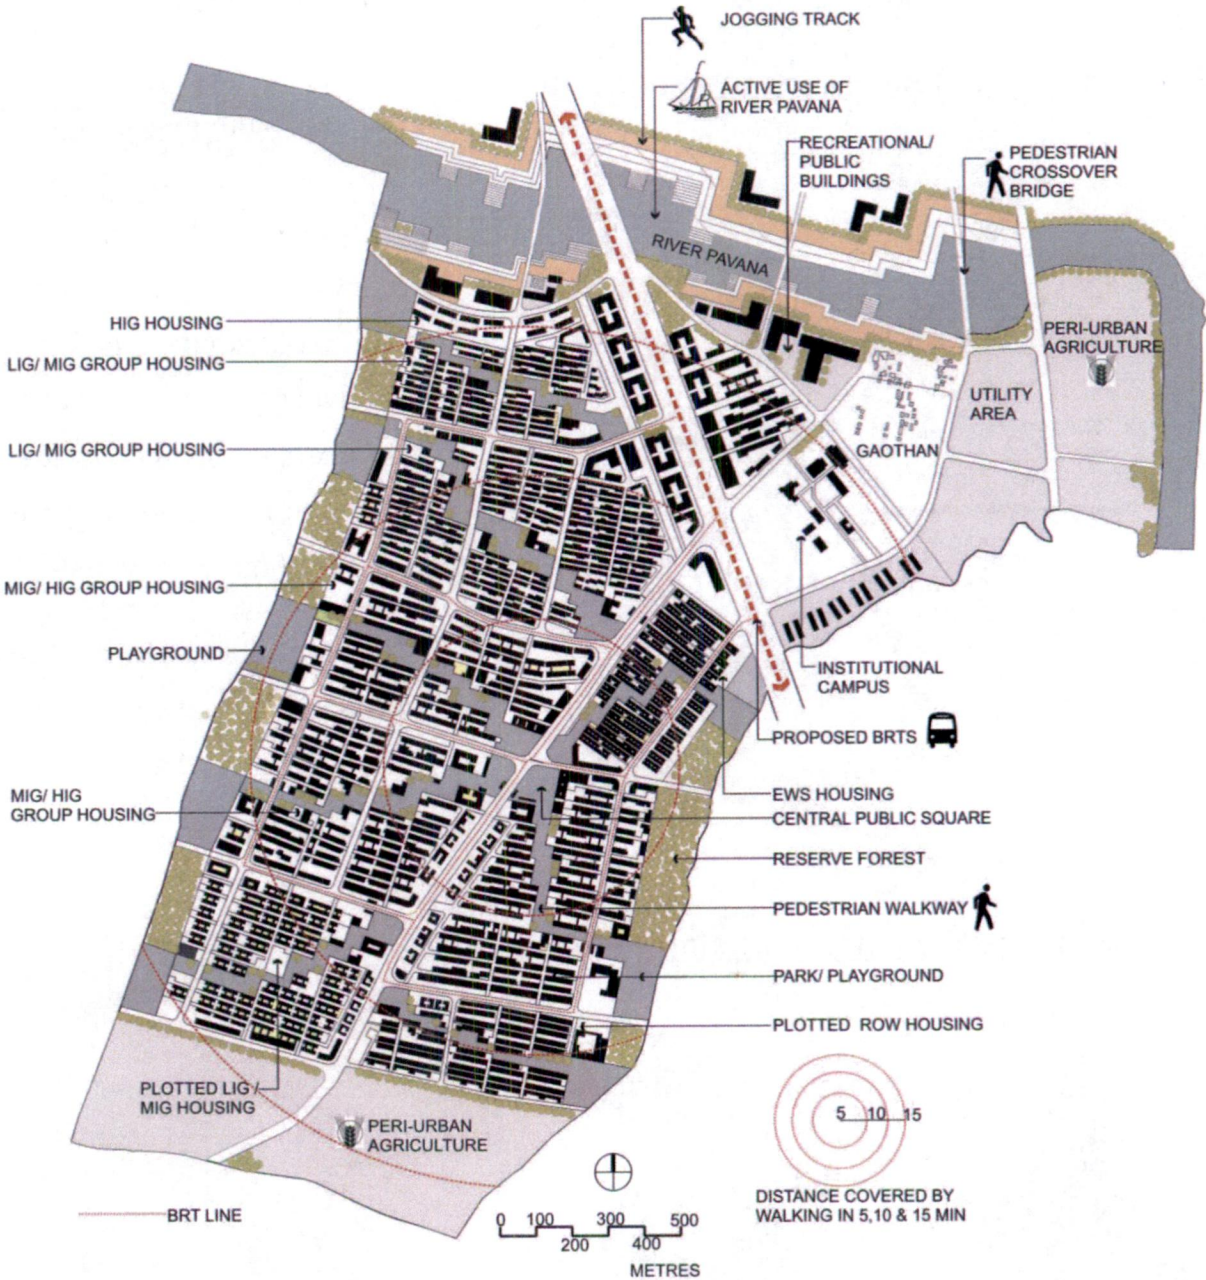 JOGGING TRACK
ACTIVE USE OF
RIVER PAVANA
RECREATIONAL/
PUBLIC
BUILDINGS
PEDESTRIAN
CROSSOVER
BRIDGE
RIVER PAVANA
HIG HOUSING
LIG/ MIG GROUP HOUSING
PERI-URBAN
AGRICULTURE
UTILITY
AREA
LIG/ MIG GROUP HOUSING
GAOTHAN
MIG/ HIG GROUP HOUSING
PLAYGROUND
INSTITUTIONAL
CAMPUS
PROPOSED BRTS
MIG/ HIG
GROUP HOUSING
EWS HOUSING
CENTRAL PUBLIC SQUARE
RESERVE FOREST
PEDESTRIAN WALKWAY
PARK/ PLAYGROUND
PLOTTED ROW HOUSING
PLOTTED LIG /
MIG HOUSING
PERI-URBAN
AGRICULTURE
5 10 15
DISTANCE COVERED BY
WALKING IN 5,10 & 15 MIN
BRT LINE
0 100 300 500
200 400
METRES